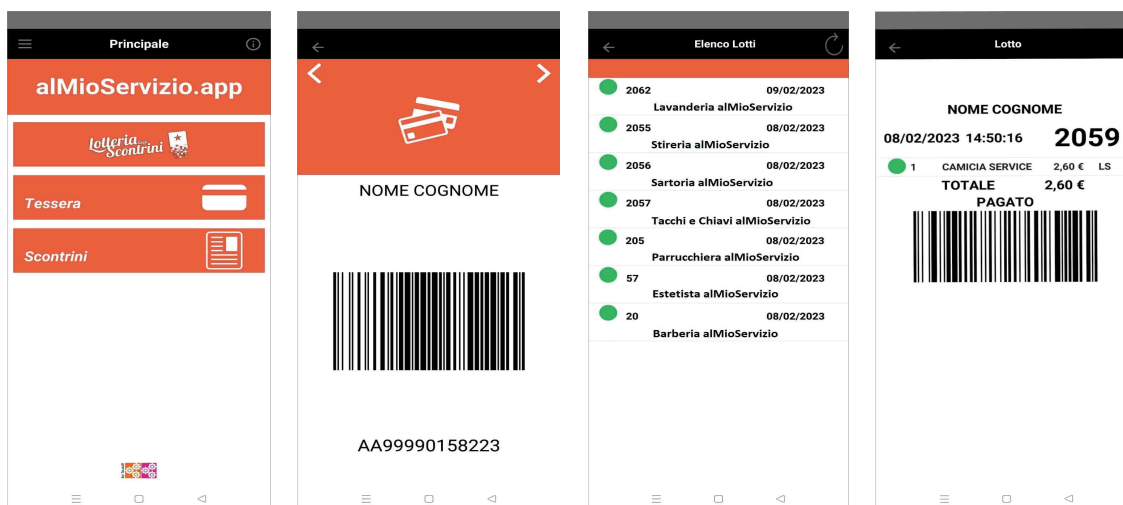 Principale
alMioServizio.app
Lotteria degli
Scontrini
Tessera
Scontrini
NOME COGNOME
AA99990158223
Elenco Lotti
2062 09/02/2023
Lavanderia alMioServizio
2055 08/02/2023
Stireria alMioServizio
2056 08/02/2023
Sartoria alMioServizio
2057 08/02/2023
Tacchi e Chiavi alMioServizio
205 08/02/2023
Parrucchiera alMioServizio
57 08/02/2023
Estetista alMioServizio
20 08/02/2023
Barberia alMioServizio
Lotto
NOME COGNOME
08/02/2023 14:50:16 2059
1 CAMICIA SERVICE 2,60 € LS
TOTALE 2,60 €
PAGATO